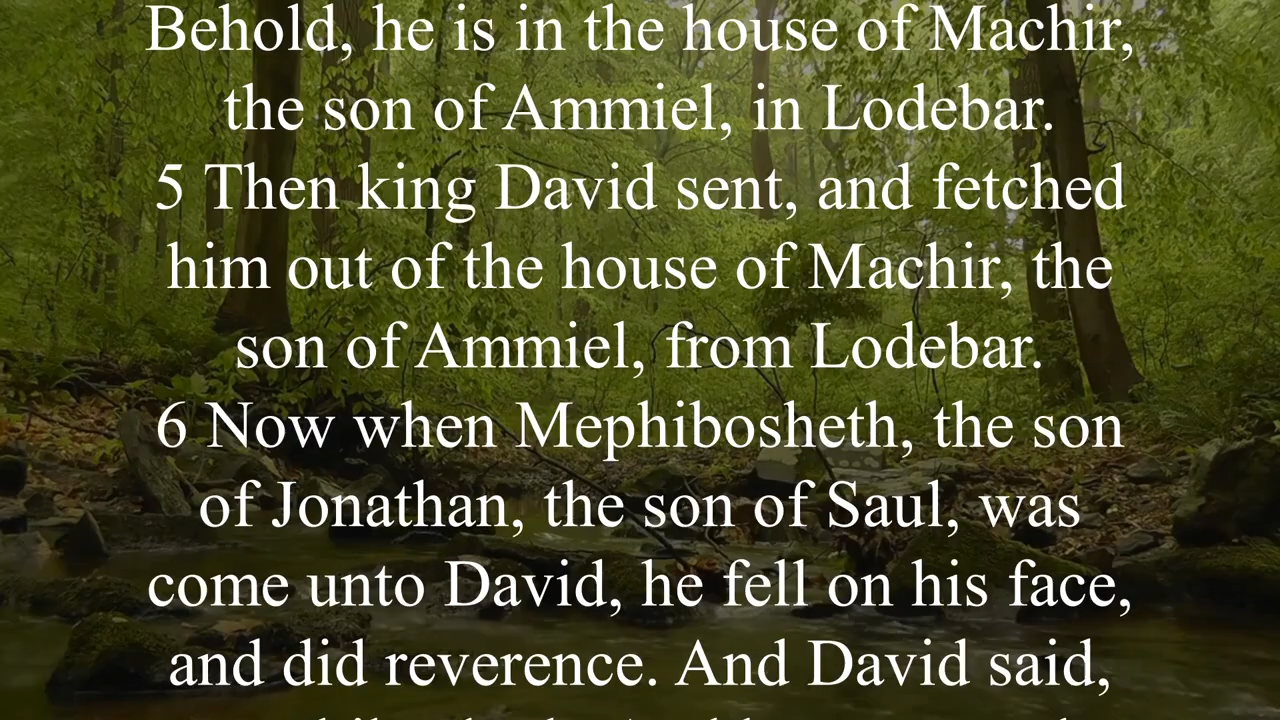 Behold, he is in the house of Machir,
the son of Ammiel, in Lodebar.
5 Then king David sent, and fetched
him out of the house of Machir, the
son of Ammiel, from Lodebar.
6 Now when Mephibosheth, the son
of Jonathan, the son of Saul, was
come unto David, he fell on his face,
and did reverence. And David said,